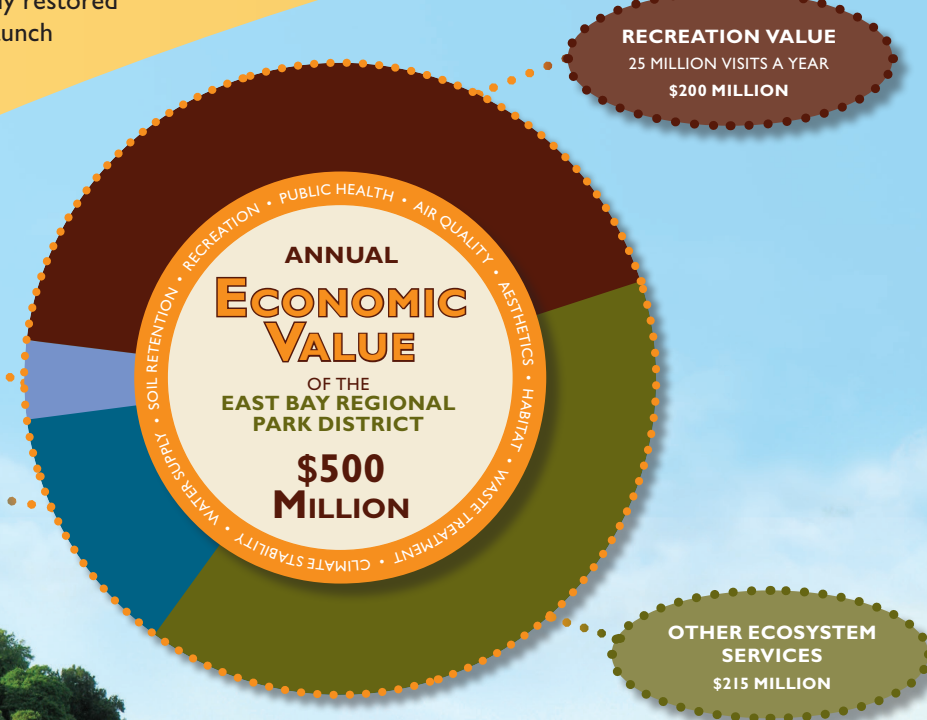 restored
unch
RECREATION VALUE
25 MILLION VISITS A YEAR
$200 MILLION
SOIL RETENTION • RECREATION • PUBLIC HEALTH • AIR QUALITY • AESTHETICS • HABITAT • WASTE TREATMENT • CLIMATE STABILITY • WATER SUPPLY •
ANNUAL
ECONOMIC
VALUE
OF THE
EAST BAY REGIONAL
PARK DISTRICT
$500
MILLION
OTHER ECOSYSTEM
SERVICES
$215 MILLION